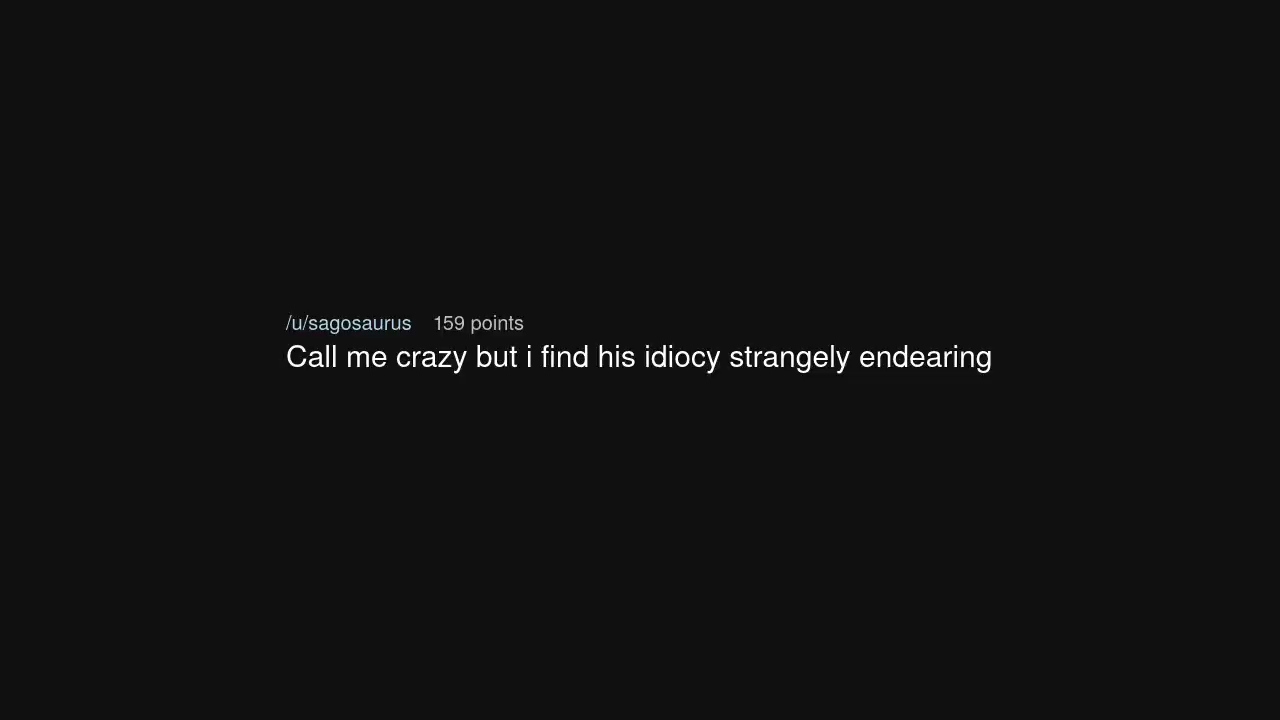 /u/sagosaurus 159 points
Call me crazy but i find his idiocy strangely endearing